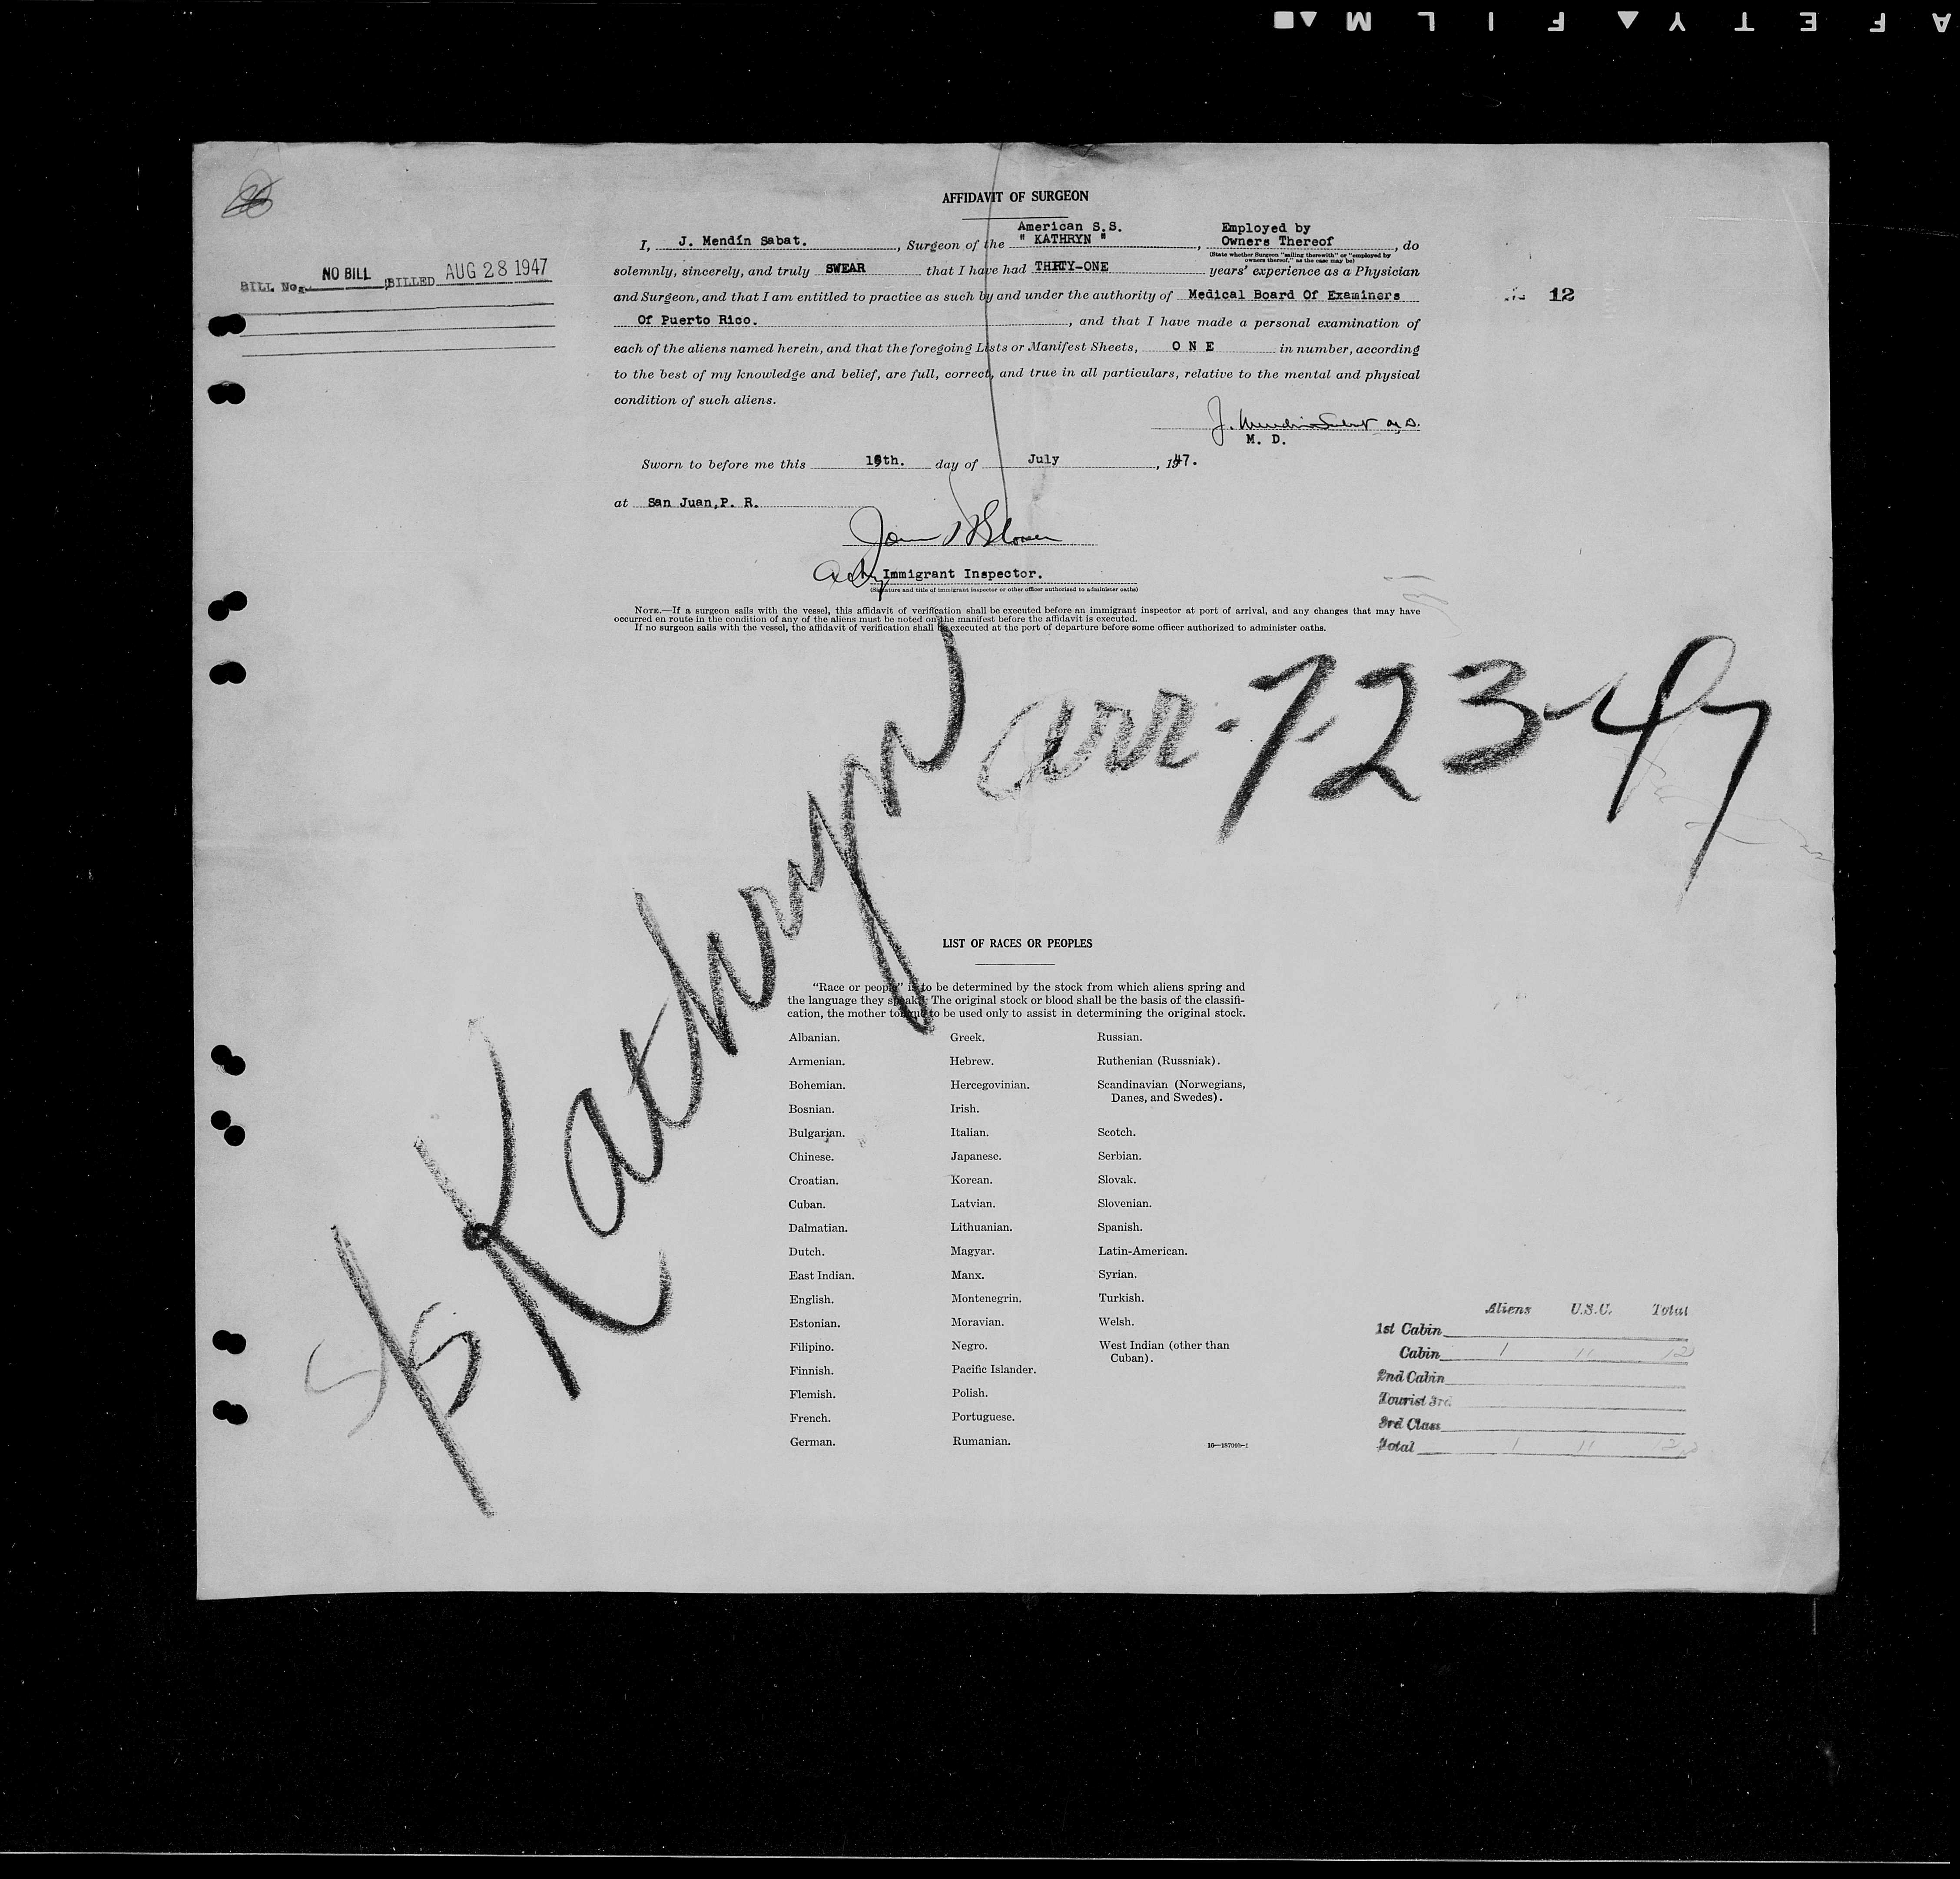 SAFETY FILM
AFFIDAVIT OF SURGEON
I, J. Mendín Sabat., Surgeon of the American S.S. " KATHRYN ", Employed by Owners Thereof, do
(State whether Surgeon "sailing therewith" or "employed by owners thereof," as the case may be)
solemnly, sincerely, and truly SWEAR that I have had THIRTY-ONE years' experience as a Physician
and Surgeon, and that I am entitled to practice as such by and under the authority of Medical Board Of Examiners
Of Puerto Rico., and that I have made a personal examination of
each of the aliens named herein, and that the foregoing Lists or Manifest Sheets, O N E in number, according
to the best of my knowledge and belief, are full, correct, and true in all particulars, relative to the mental and physical
condition of such aliens.
BILL No. NO BILL BILLED AUG 28 1947
12
M. D.
Sworn to before me this th. day of July, 1947.
at San Juan, P. R.
Immigrant Inspector.
(Signature and title of immigrant inspector or other officer authorized to administer oaths)
NOTE.—If a surgeon sails with the vessel, this affidavit of verification shall be executed before an immigrant inspector at port of arrival, and any changes that may have
occurred en route in the condition of any of the aliens must be noted on the manifest before the affidavit is executed.
If no surgeon sails with the vessel, the affidavit of verification shall be executed at the port of departure before some officer authorized to administer oaths.
S/S Kathryn arr-7-23-47
LIST OF RACES OR PEOPLES
"Race or people" is to be determined by the stock from which aliens spring and
the language they speak. The original stock or blood shall be the basis of the classifi-
cation, the mother tongue to be used only to assist in determining the original stock.
Albanian.
Armenian.
Bohemian.
Bosnian.
Bulgarian.
Chinese.
Croatian.
Cuban.
Dalmatian.
Dutch.
East Indian.
English.
Estonian.
Filipino.
Finnish.
Flemish.
French.
German.
Greek.
Hebrew.
Hercegovinian.
Irish.
Italian.
Japanese.
Korean.
Latvian.
Lithuanian.
Magyar.
Manx.
Montenegrin.
Moravian.
Negro.
Pacific Islander.
Polish.
Portuguese.
Rumanian.
Russian.
Ruthenian (Russniak).
Scandinavian (Norwegians,
Danes, and Swedes).
Scotch.
Serbian.
Slovak.
Slovenian.
Spanish.
Latin-American.
Syrian.
Turkish.
Welsh.
West Indian (other than
Cuban).
Aliens U.S.C. Total
1st Cabin
Cabin 1 11 12
2nd Cabin
Tourist 3rd
3rd Class
Total 1 11 12